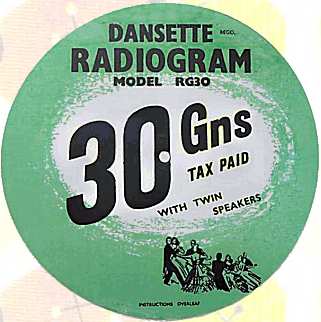 DANSETTE REGD.
RADIOGRAM
MODEL RG30
30 Gns
TAX PAID
WITH TWIN
SPEAKERS
INSTRUCTIONS OVERLEAF